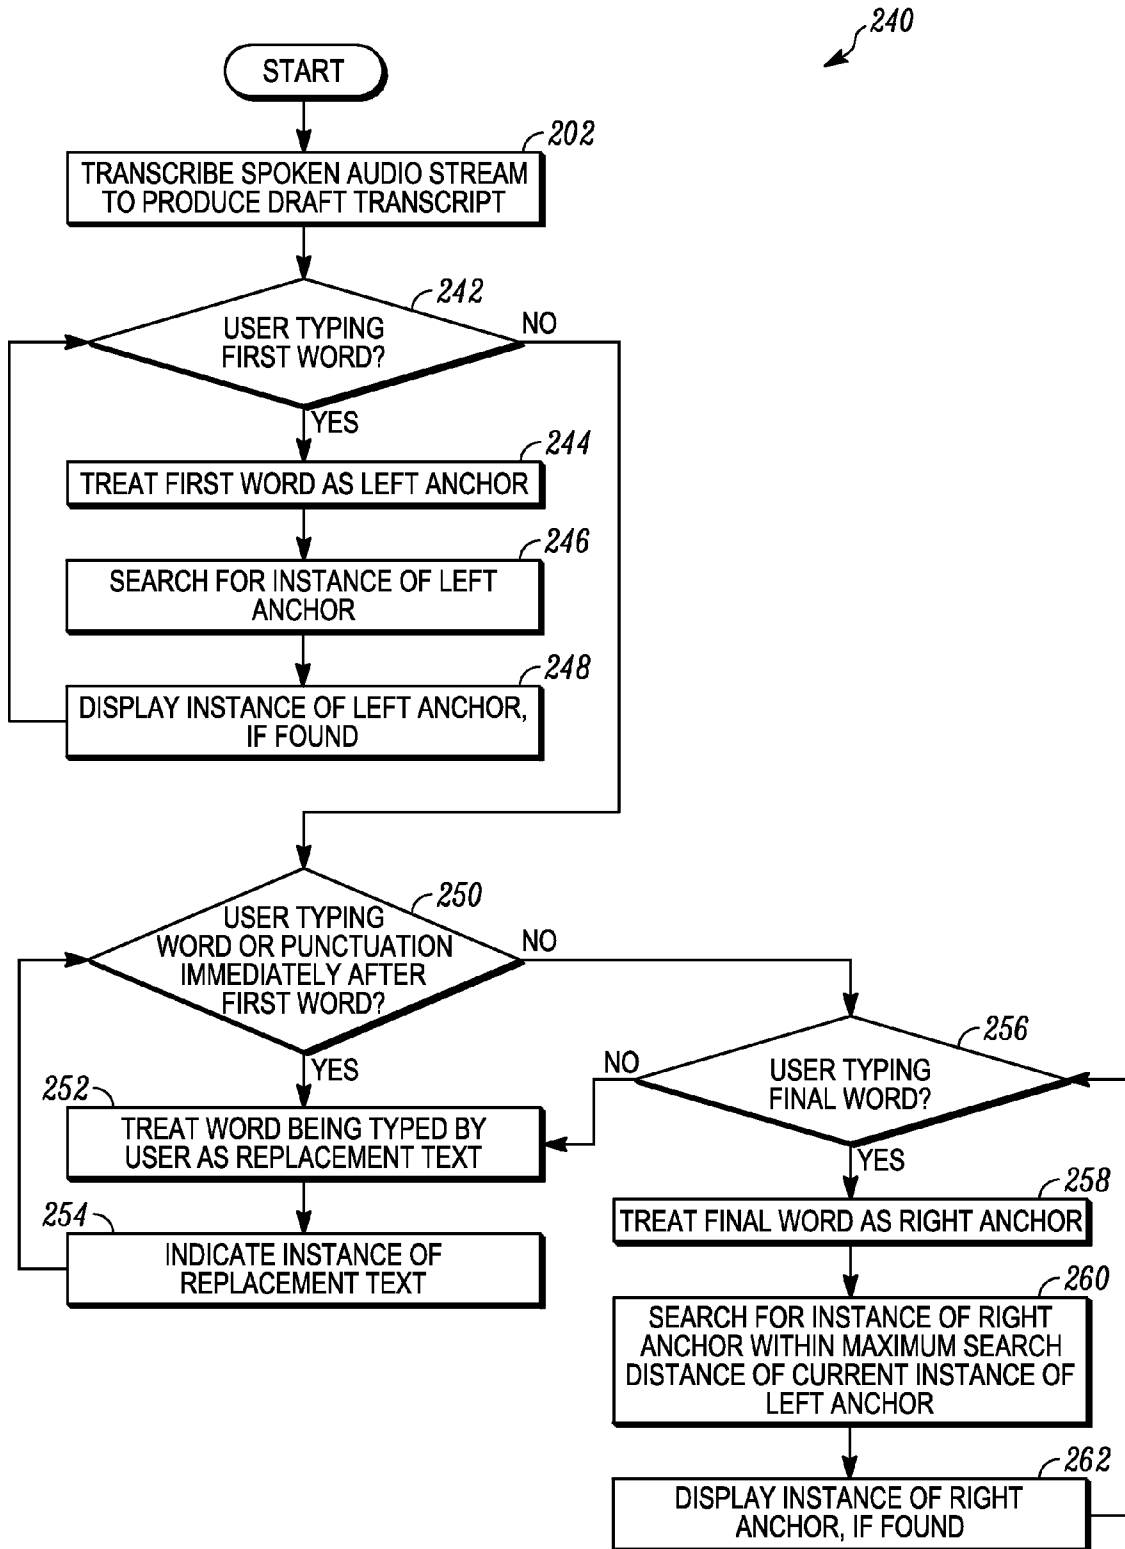 240
START
202
TRANSCRIBE SPOKEN AUDIO STREAM
TO PRODUCE DRAFT TRANSCRIPT
242
USER TYPING
FIRST WORD?
NO
YES
244
TREAT FIRST WORD AS LEFT ANCHOR
246
SEARCH FOR INSTANCE OF LEFT
ANCHOR
248
DISPLAY INSTANCE OF LEFT ANCHOR,
IF FOUND
250
USER TYPING
WORD OR PUNCTUATION
IMMEDIATELY AFTER
FIRST WORD?
NO
YES
252
TREAT WORD BEING TYPED BY
USER AS REPLACEMENT TEXT
254
INDICATE INSTANCE OF
REPLACEMENT TEXT
256
USER TYPING
FINAL WORD?
NO
YES
258
TREAT FINAL WORD AS RIGHT ANCHOR
260
SEARCH FOR INSTANCE OF RIGHT
ANCHOR WITHIN MAXIMUM SEARCH
DISTANCE OF CURRENT INSTANCE OF
LEFT ANCHOR
262
DISPLAY INSTANCE OF RIGHT
ANCHOR, IF FOUND